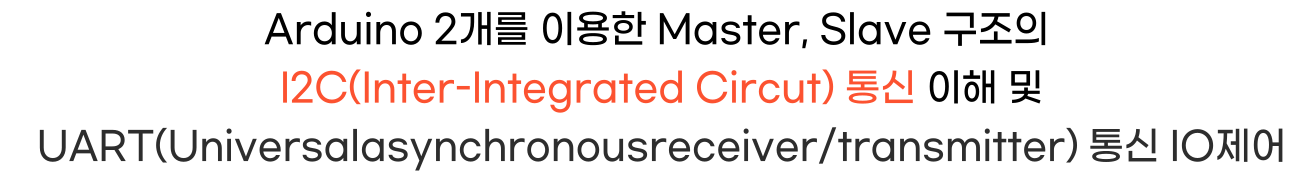 Arduino 2개를 이용한 Master, Slave 구조의
I2C(Inter-Integrated Circut) 통신 이해 및
UART(Universalasynchronousreceiver/transmitter) 통신 IO제어